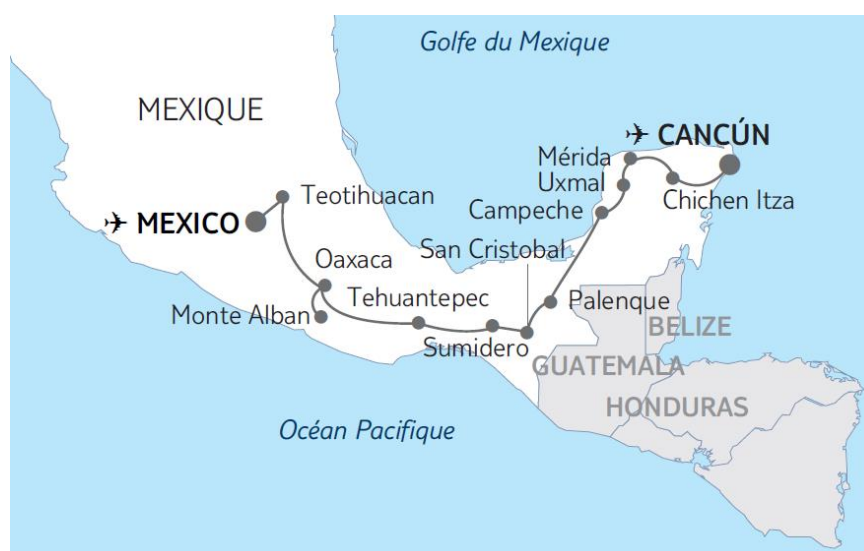 Golfe du Mexique
MEXIQUE
✈ CANCÚN
Mérida
Uxmal
Chichen Itza
Teotihuacan
Campeche
✈ MEXICO
San Cristobal
Oaxaca
Tehuantepec
Palenque
Monte Alban
BELIZE
Sumidero
GUATEMALA
HONDURAS
Océan Pacifique